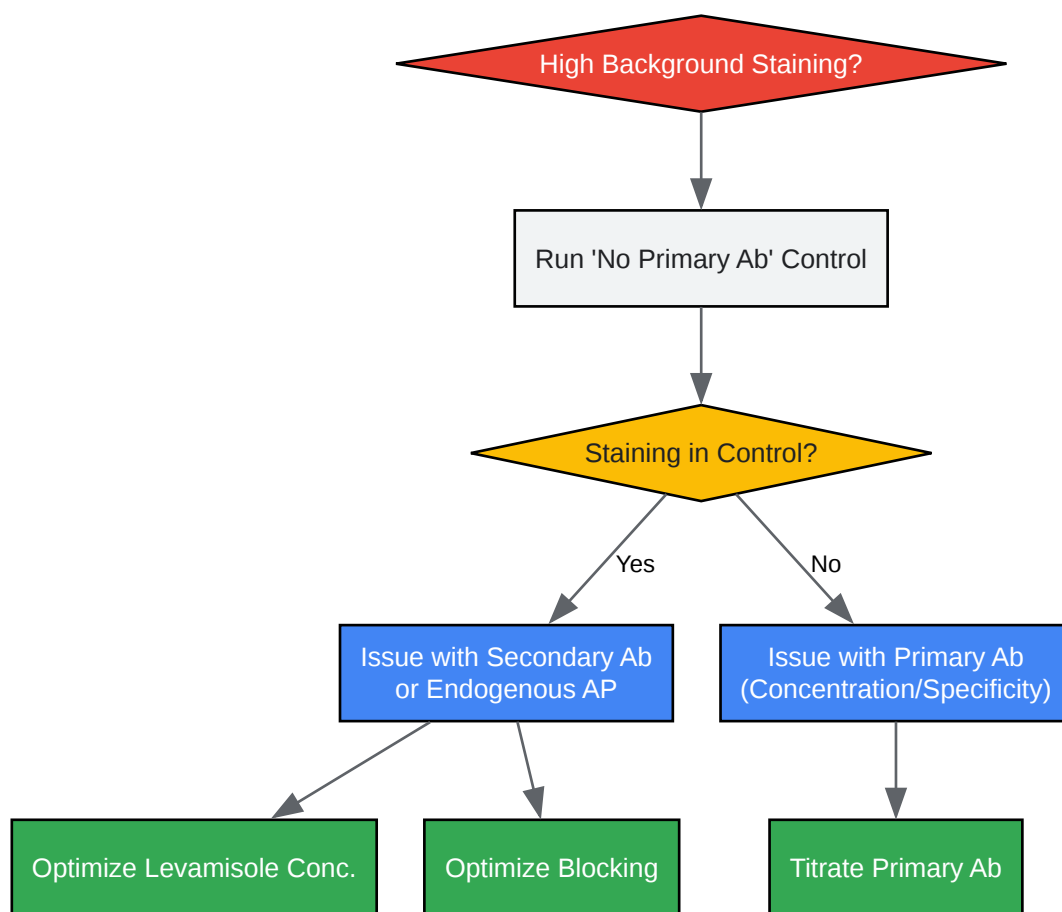 High Background Staining?
Run 'No Primary Ab' Control
Staining in Control?
Yes
No
Issue with Secondary Ab
or Endogenous AP
Issue with Primary Ab
(Concentration/Specificity)
Optimize Levamisole Conc.
Optimize Blocking
Titrate Primary Ab